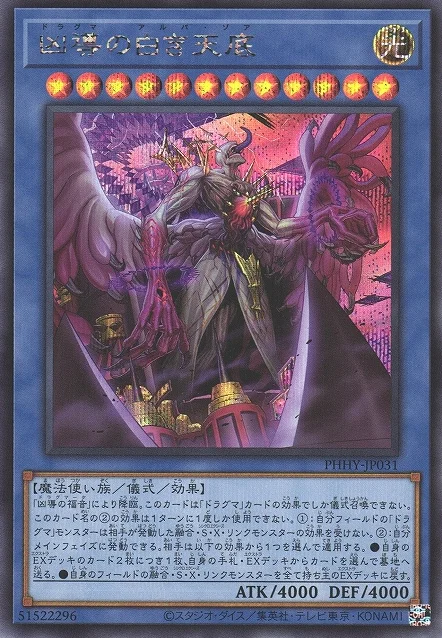 ドラグマ アルバ・ゾア
凶導の白き天底
光
PHHY-JP031
【魔法使い族／儀式／効果】
「凶導の福音」により降臨。このカードは「ドラグマ」カードの効果でしか儀式召喚できない。
このカード名の②の効果は1ターンに1度しか使用できない。①：自分フィールドの「ド
ラグマ」モンスターは相手が発動した融合・S・X・リンクモンスターの効果を受けない。②：自分
メインフェイズに発動できる。相手は以下の効果から1つを選んで適用する。●自身の
EXデッキのカード2枚につき1枚、自身の手札・EXデッキからカードを選んで墓地へ
送る。●自身のフィールドの融合・S・X・リンクモンスターを全て持ち主のEXデッキに戻す。
ATK/4000 DEF/4000
51522296 ©スタジオ・ダイス／集英社・テレビ東京・KONAMI